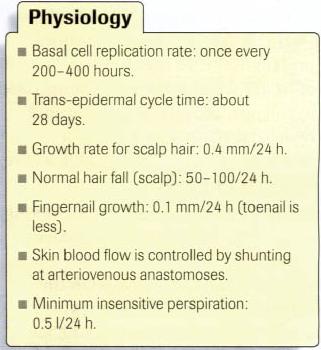 Physiology
■ Basal cell replication rate: once every
200–400 hours.
■ Trans-epidermal cycle time: about
28 days.
■ Growth rate for scalp hair: 0.4 mm/24 h.
■ Normal hair fall (scalp): 50–100/24 h.
■ Fingernail growth: 0.1 mm/24 h (toenail is
less).
■ Skin blood flow is controlled by shunting
at arteriovenous anastomoses.
■ Minimum insensitive perspiration:
0.5 l/24 h.